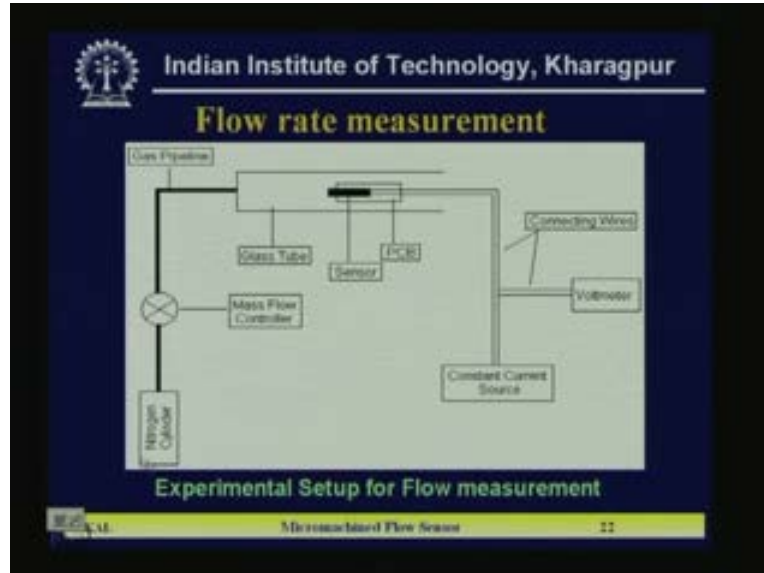 Indian Institute of Technology, Kharagpur
Flow rate measurement
Gas Pipeline
Connecting Wires
Glass Tube
PCB
Sensor
Voltmeter
Mass Flow
Controller
Constant Current
Source
Nitrogen
Cylinder
Experimental Setup for Flow measurement
KAL
Micromachined Flow Sensor
22